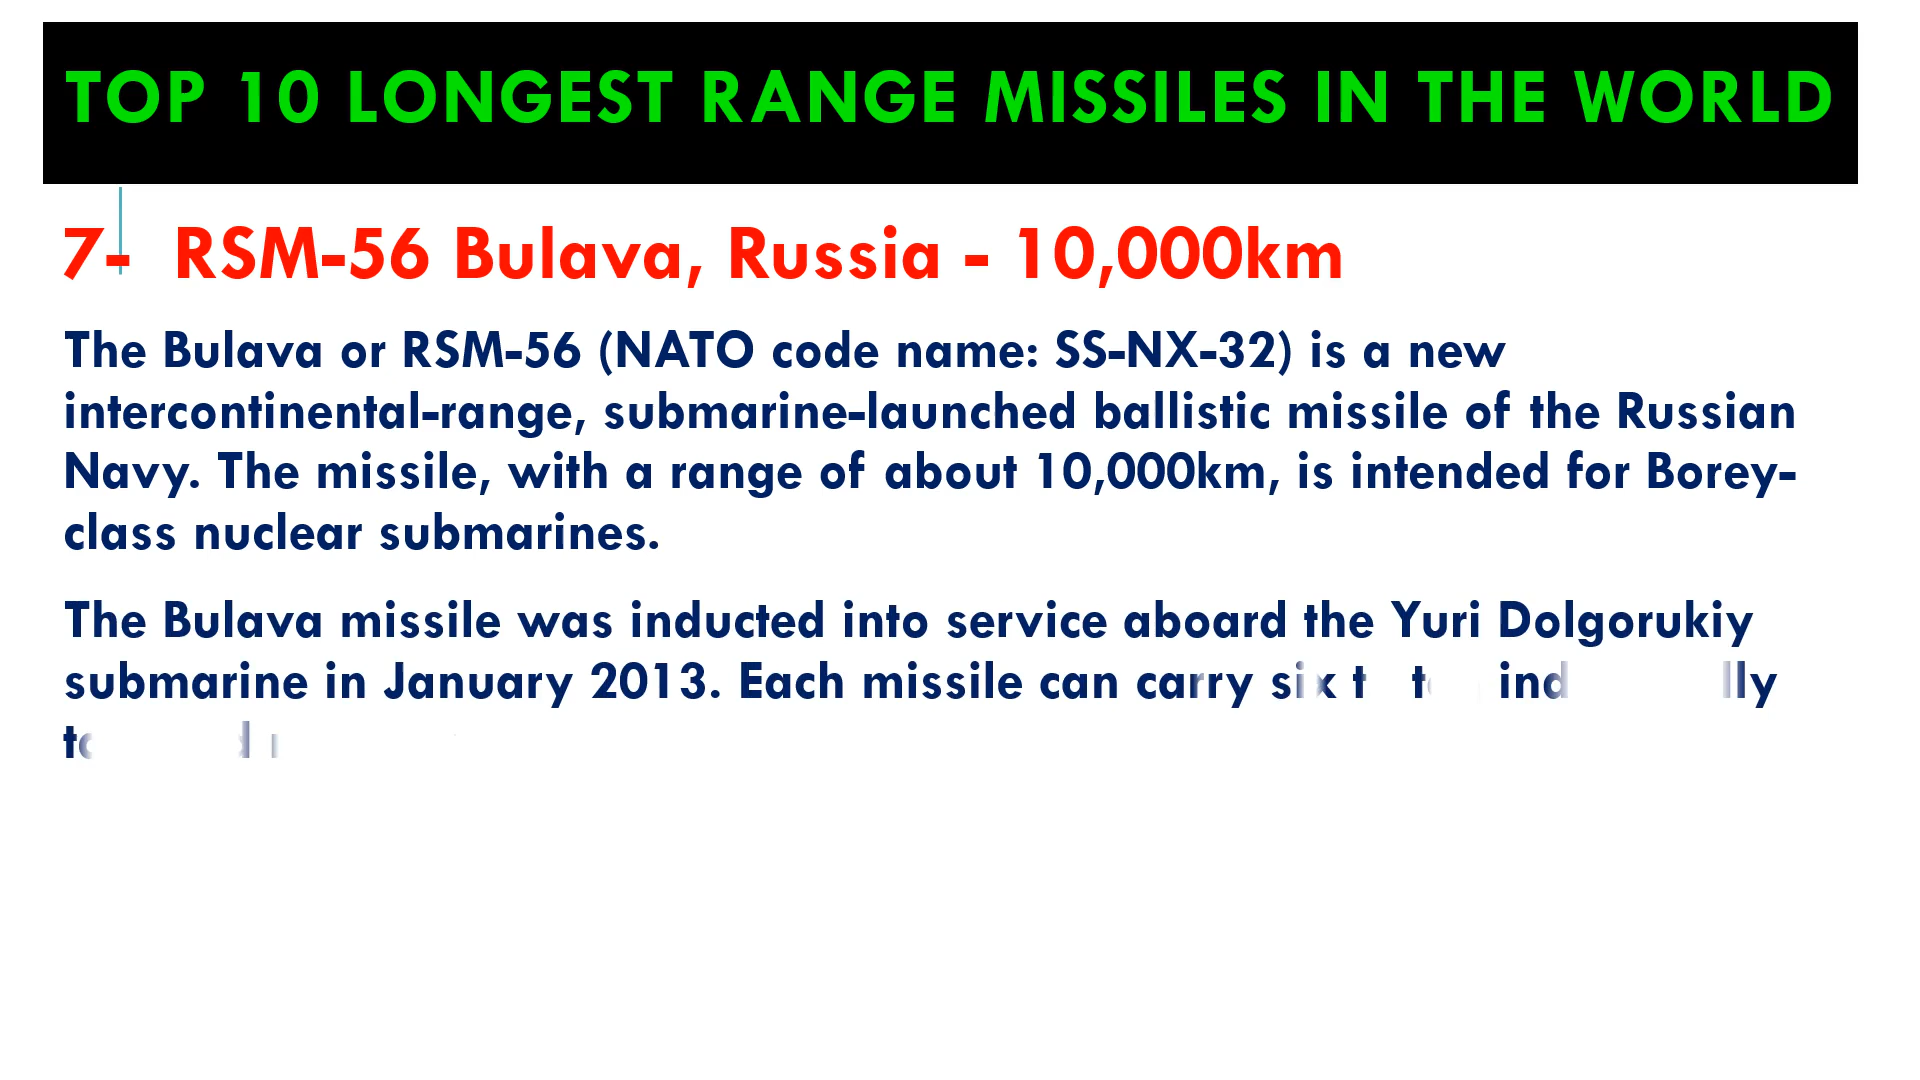 TOP 10 LONGEST RANGE MISSILES IN THE WORLD
7- RSM-56 Bulava, Russia - 10,000km
The Bulava or RSM-56 (NATO code name: SS-NX-32) is a new
intercontinental-range, submarine-launched ballistic missile of the Russian
Navy. The missile, with a range of about 10,000km, is intended for Borey-
class nuclear submarines.
The Bulava missile was inducted into service aboard the Yuri Dolgorukiy
submarine in January 2013. Each missile can carry six